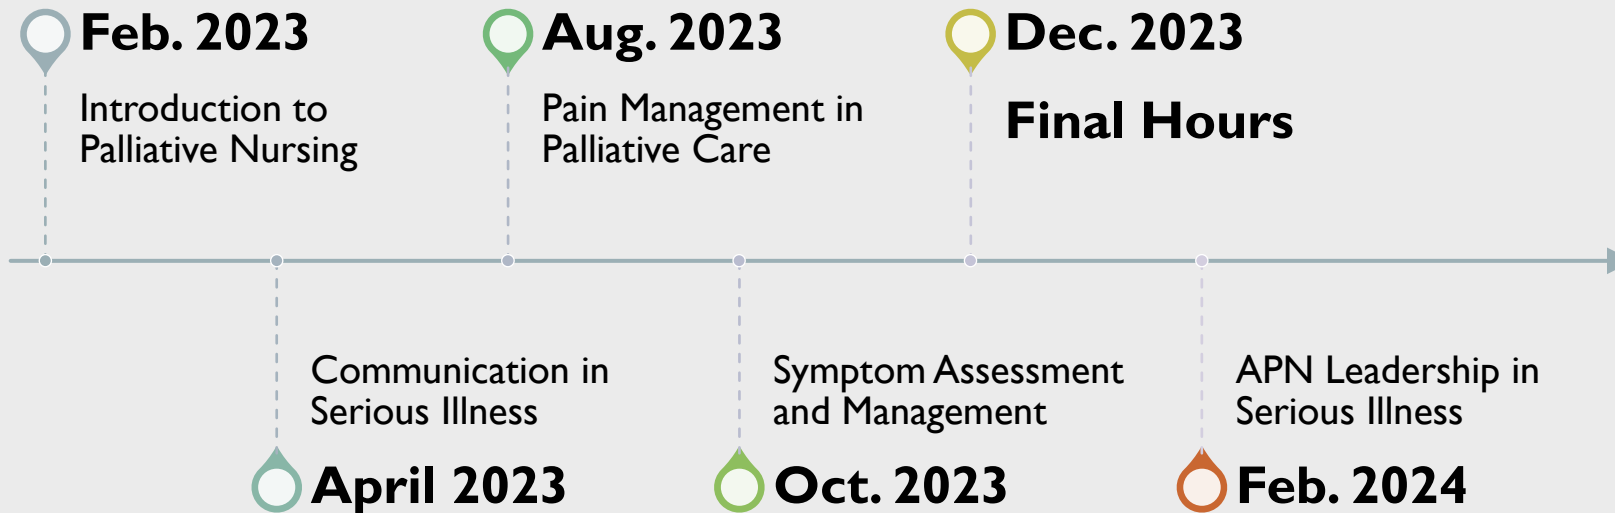 Feb. 2023
Introduction to
Palliative Nursing
Aug. 2023
Pain Management in
Palliative Care
Dec. 2023
Final Hours
Communication in
Serious Illness
April 2023
Symptom Assessment
and Management
Oct. 2023
APN Leadership in
Serious Illness
Feb. 2024